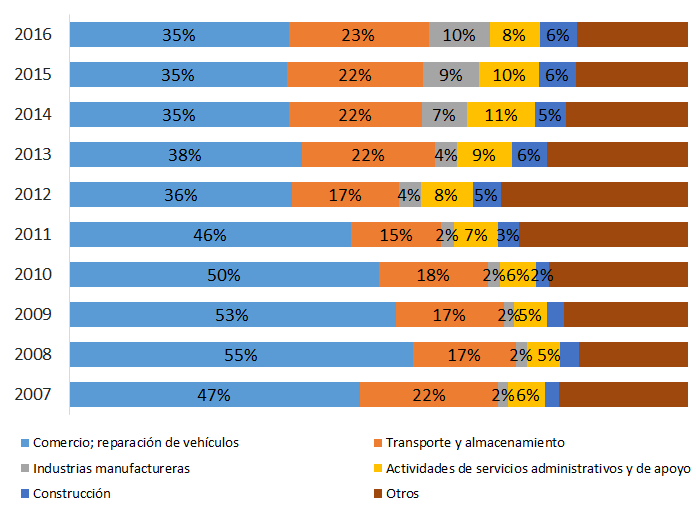 2016 35% 23% 10% 8% 6%
2015 35% 22% 9% 10% 6%
2014 35% 22% 7% 11% 5%
2013 38% 22% 4% 9% 6%
2012 36% 17% 4% 8% 5%
2011 46% 15% 2% 7% 3%
2010 50% 18% 2% 6% 2%
2009 53% 17% 2% 5%
2008 55% 17% 2% 5%
2007 47% 22% 2% 6%
Comercio; reparación de vehículos Transporte y almacenamiento
Industrias manufactureras Actividades de servicios administrativos y de apoyo
Construcción Otros